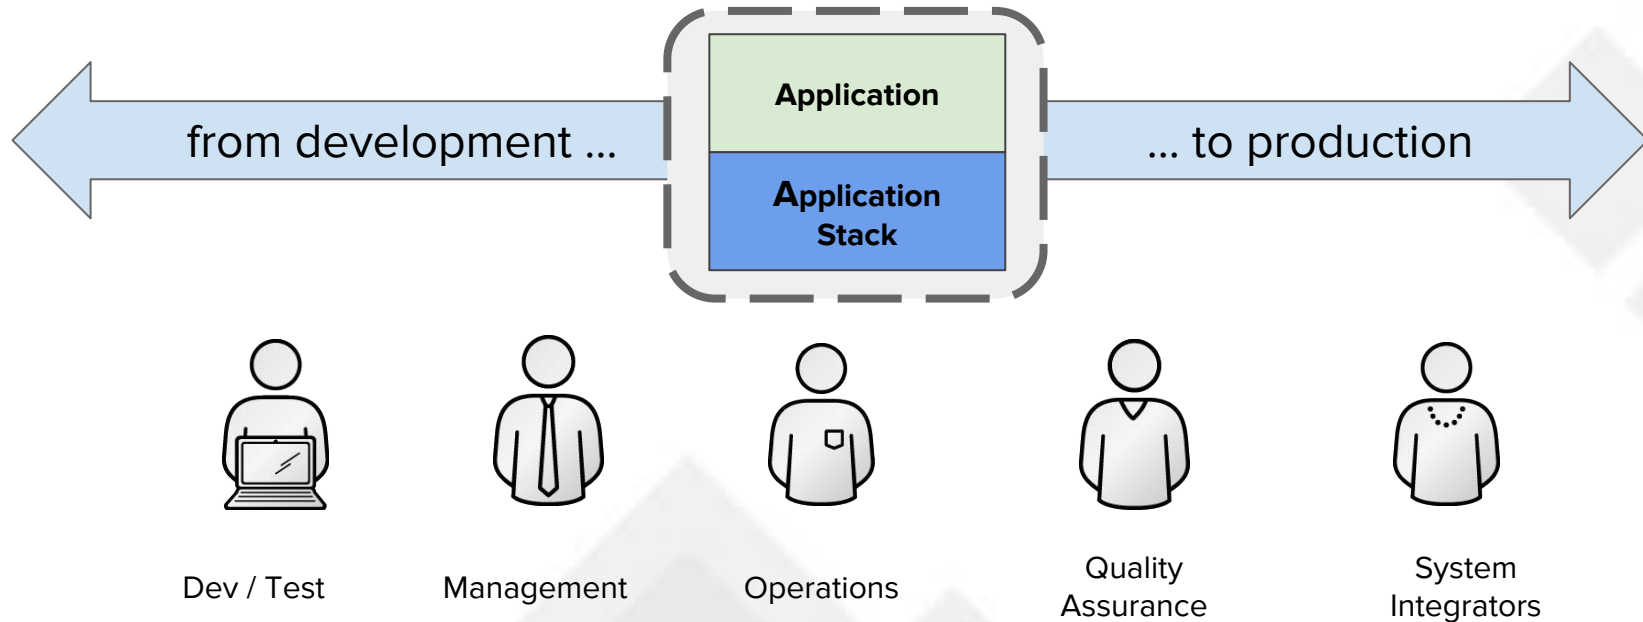 Application
from development ...
... to production
Application
Stack
Dev / Test
Management
Operations
Quality
Assurance
System
Integrators